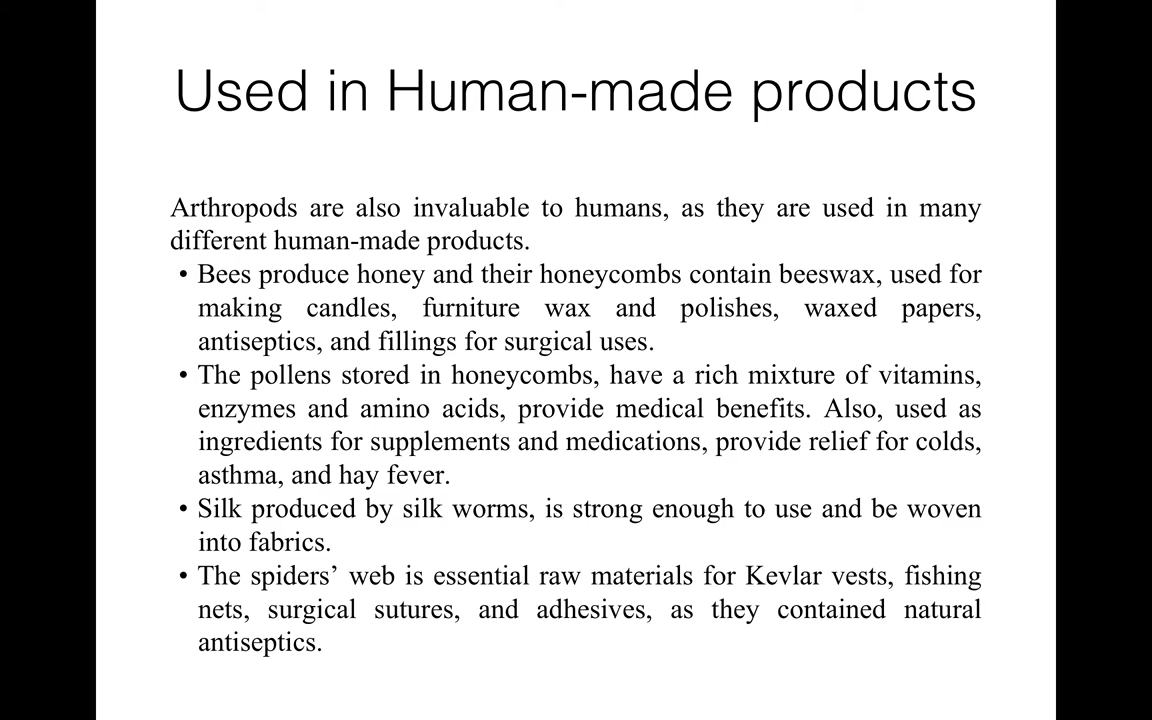 Used in Human-made products
Arthropods are also invaluable to humans, as they are used in many
different human-made products.
• Bees produce honey and their honeycombs contain beeswax, used for
making candles, furniture wax and polishes, waxed papers,
antiseptics, and fillings for surgical uses.
• The pollens stored in honeycombs, have a rich mixture of vitamins,
enzymes and amino acids, provide medical benefits. Also, used as
ingredients for supplements and medications, provide relief for colds,
asthma, and hay fever.
• Silk produced by silk worms, is strong enough to use and be woven
into fabrics.
• The spiders’ web is essential raw materials for Kevlar vests, fishing
nets, surgical sutures, and adhesives, as they contained natural
antiseptics.